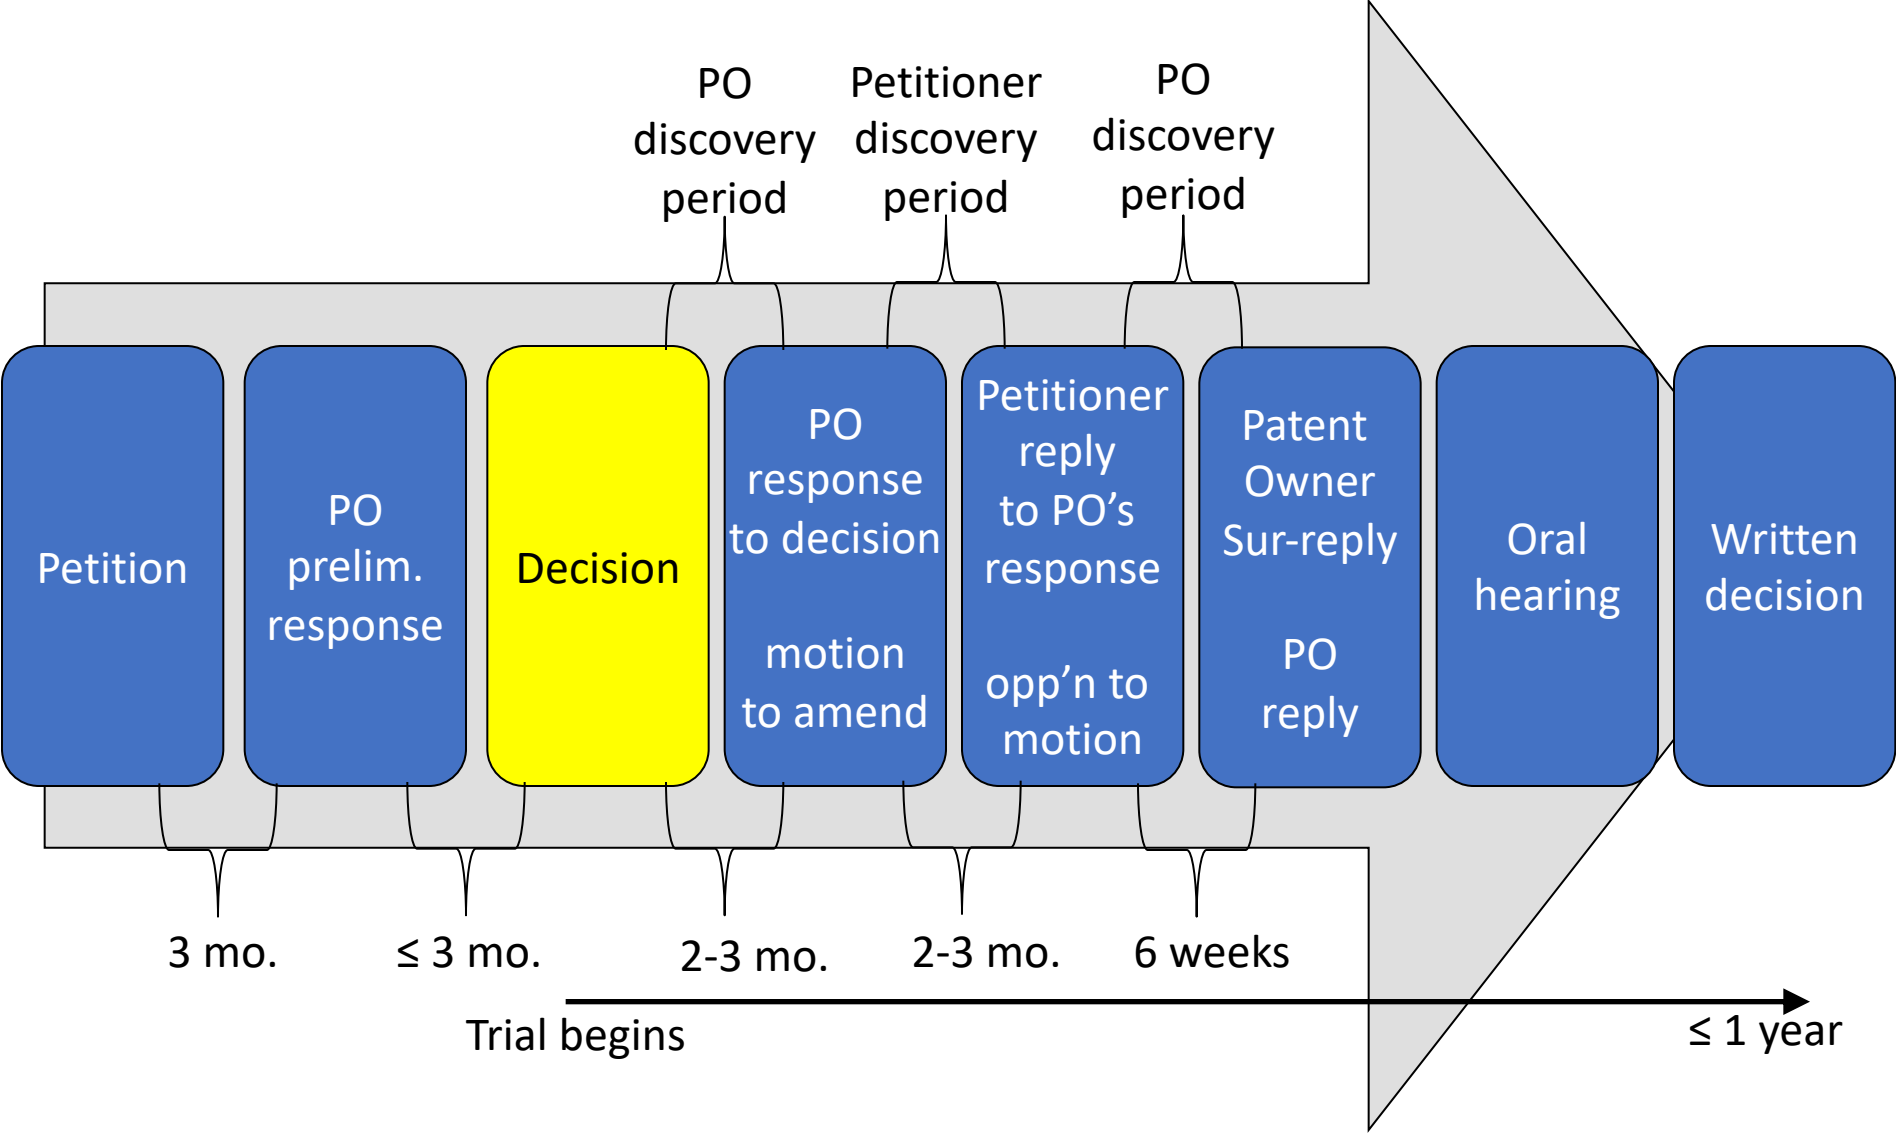 PO
discovery
period
Petitioner
discovery
period
PO
discovery
period
Petition
PO
prelim.
response
Decision
PO
response
to decision
motion
to amend
Petitioner
reply
to PO’s
response
opp’n to
motion
Patent
Owner
Sur-reply
PO
reply
Oral
hearing
Written
decision
3 mo.
≤ 3 mo.
2-3 mo.
2-3 mo.
6 weeks
Trial begins
≤ 1 year